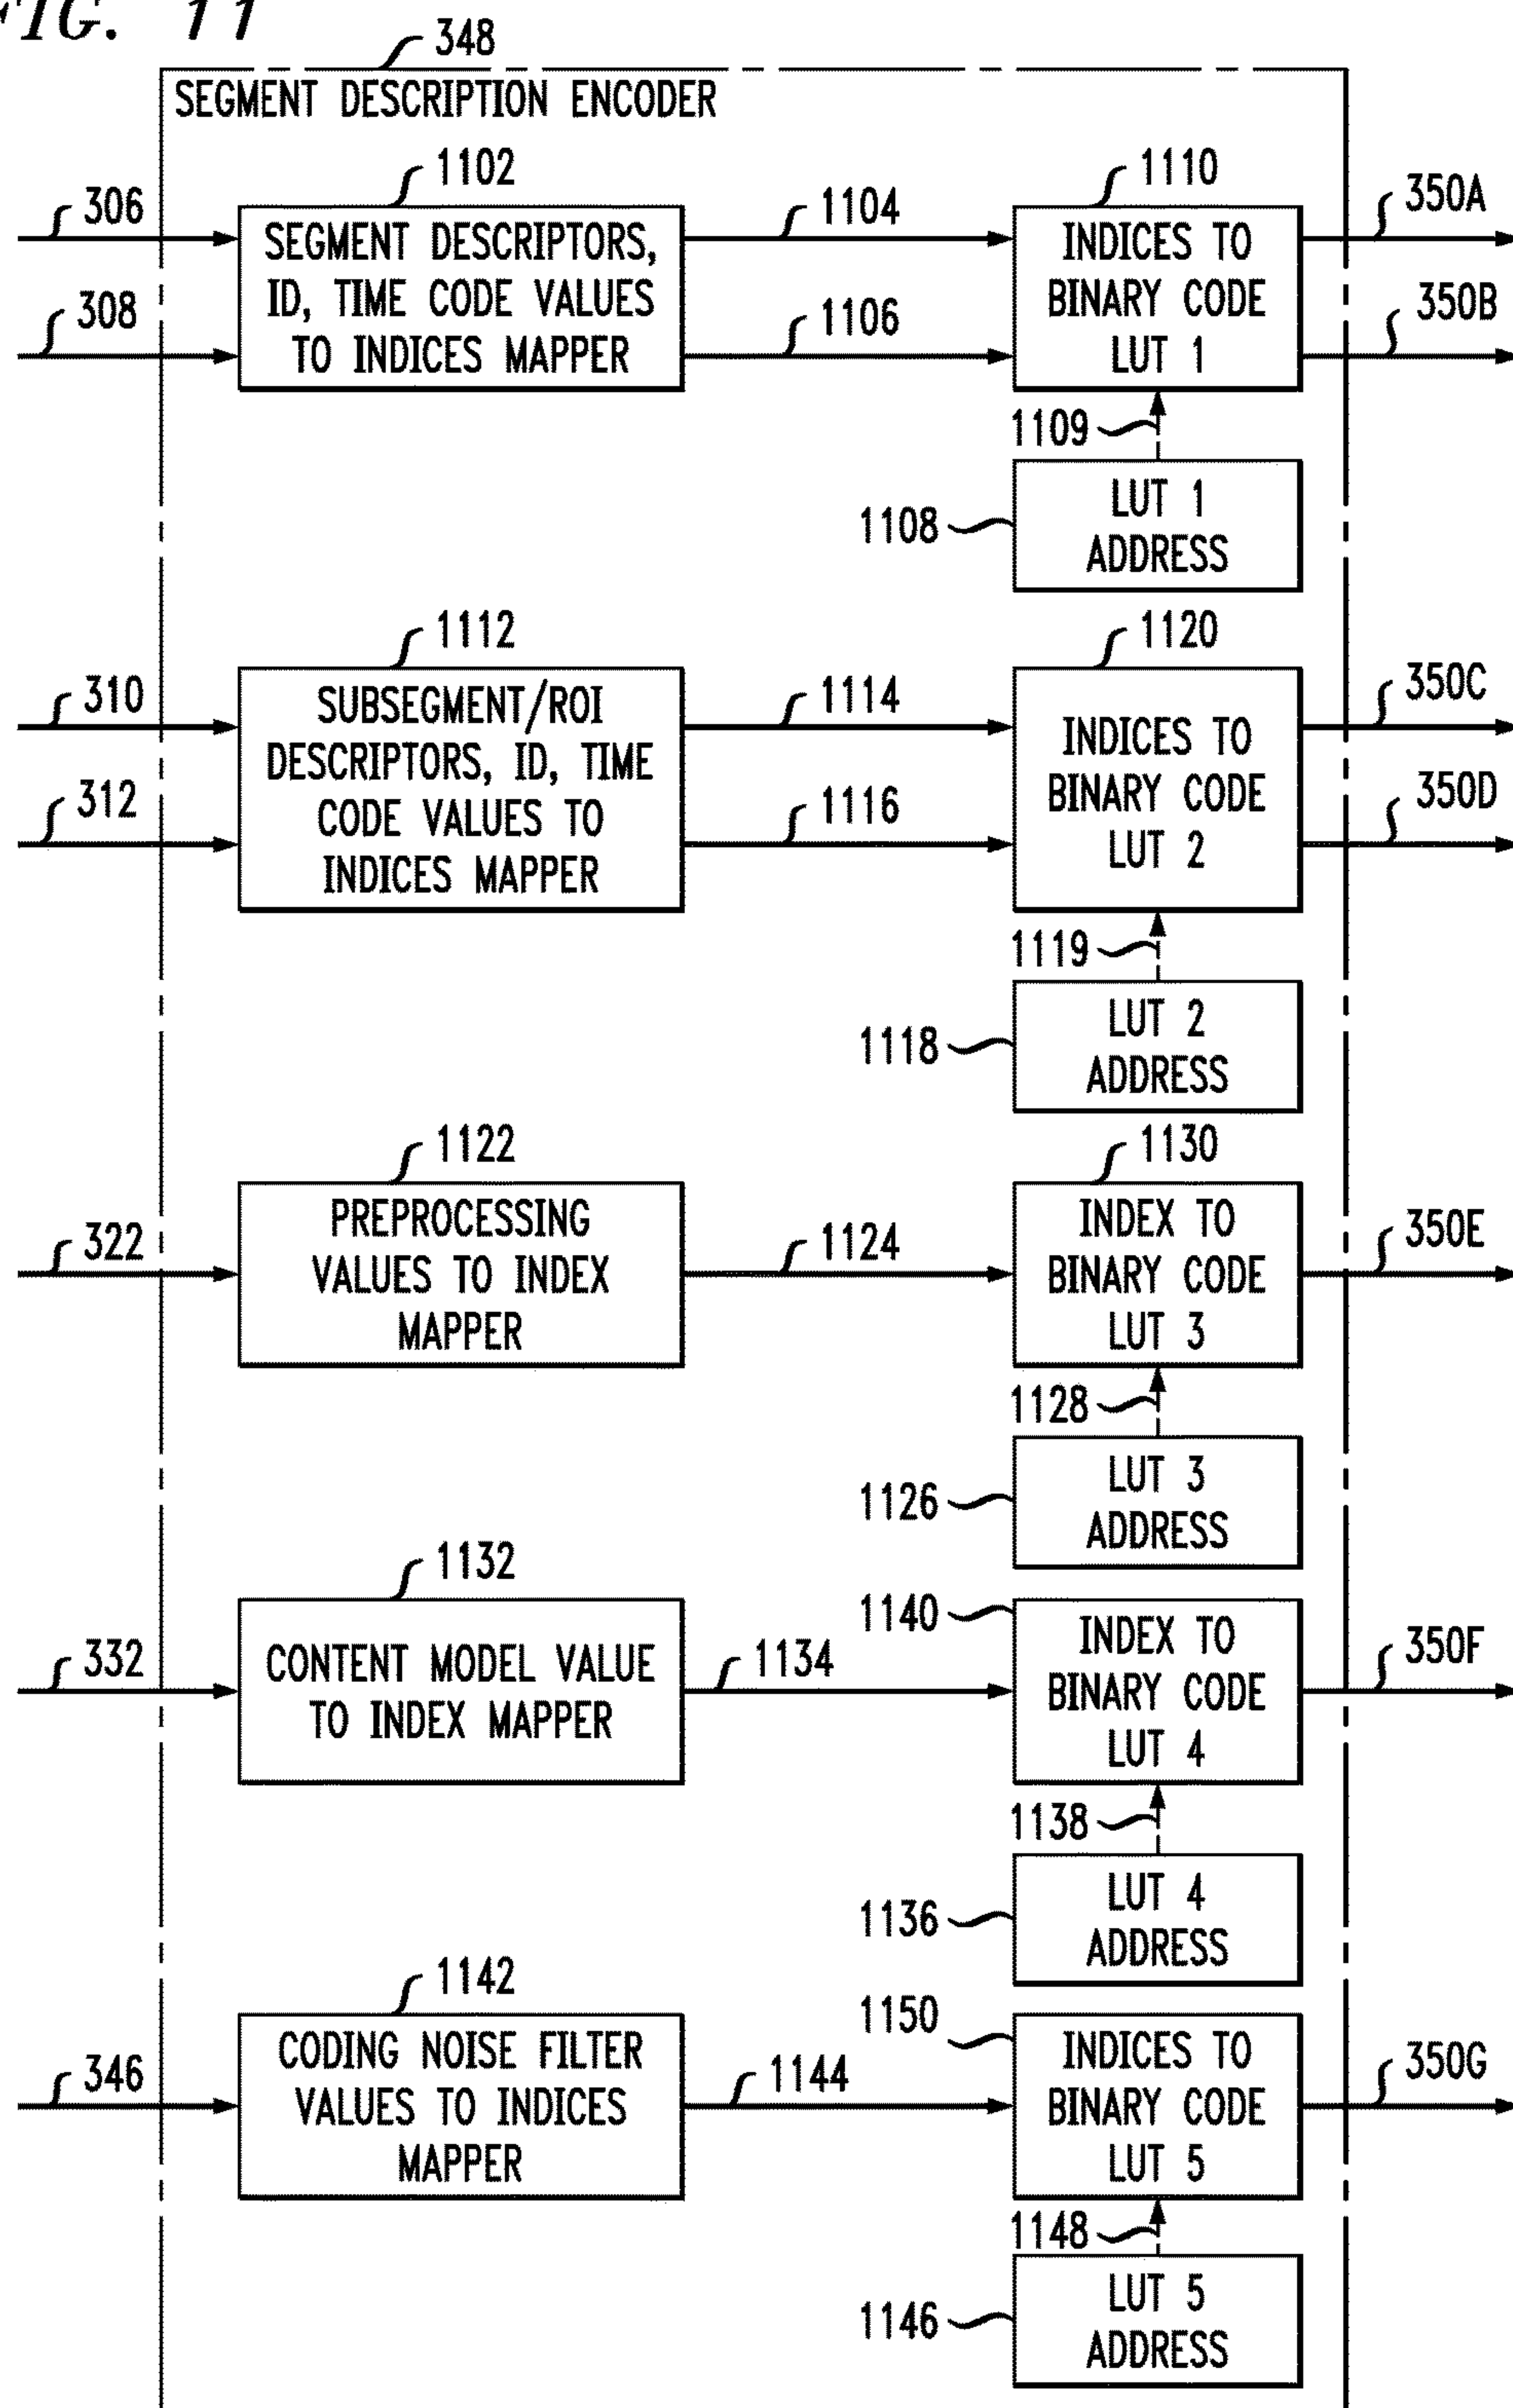 FIG. 11
348
SEGMENT DESCRIPTION ENCODER
1102
1110
306
1104
350A
SEGMENT DESCRIPTORS,
ID, TIME CODE VALUES
TO INDICES MAPPER
INDICES TO
BINARY CODE
LUT 1
308
1106
350B
1109
1108
LUT 1
ADDRESS
1112
1120
310
1114
350C
SUBSEGMENT/ROI
DESCRIPTORS, ID, TIME
CODE VALUES TO
INDICES MAPPER
INDICES TO
BINARY CODE
LUT 2
312
1116
350D
1119
1118
LUT 2
ADDRESS
1122
1130
322
PREPROCESSING
VALUES TO INDEX
MAPPER
1124
INDEX TO
BINARY CODE
LUT 3
350E
1128
1126
LUT 3
ADDRESS
1132
1140
332
CONTENT MODEL VALUE
TO INDEX MAPPER
1134
INDEX TO
BINARY CODE
LUT 4
350F
1138
1136
LUT 4
ADDRESS
1142
1150
346
CODING NOISE FILTER
VALUES TO INDICES
MAPPER
1144
INDICES TO
BINARY CODE
LUT 5
350G
1148
1146
LUT 5
ADDRESS